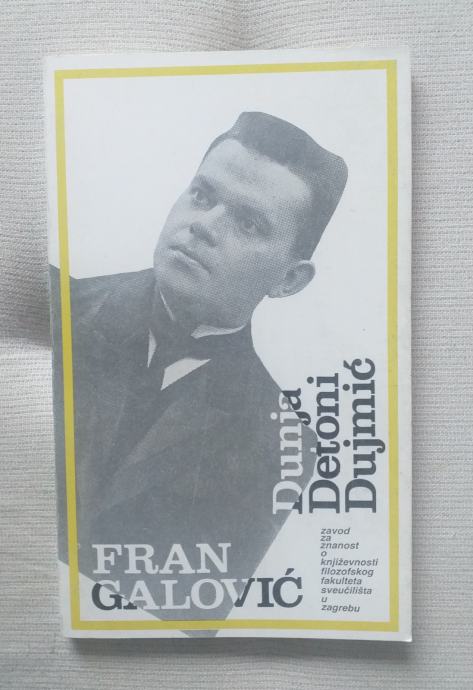 Dunja
Detoni
Dujmić
FRAN
GALOVIĆ
zavod
za
znanost
o
književnosti
filozofskog
fakulteta
sveučilišta
u
zagrebu